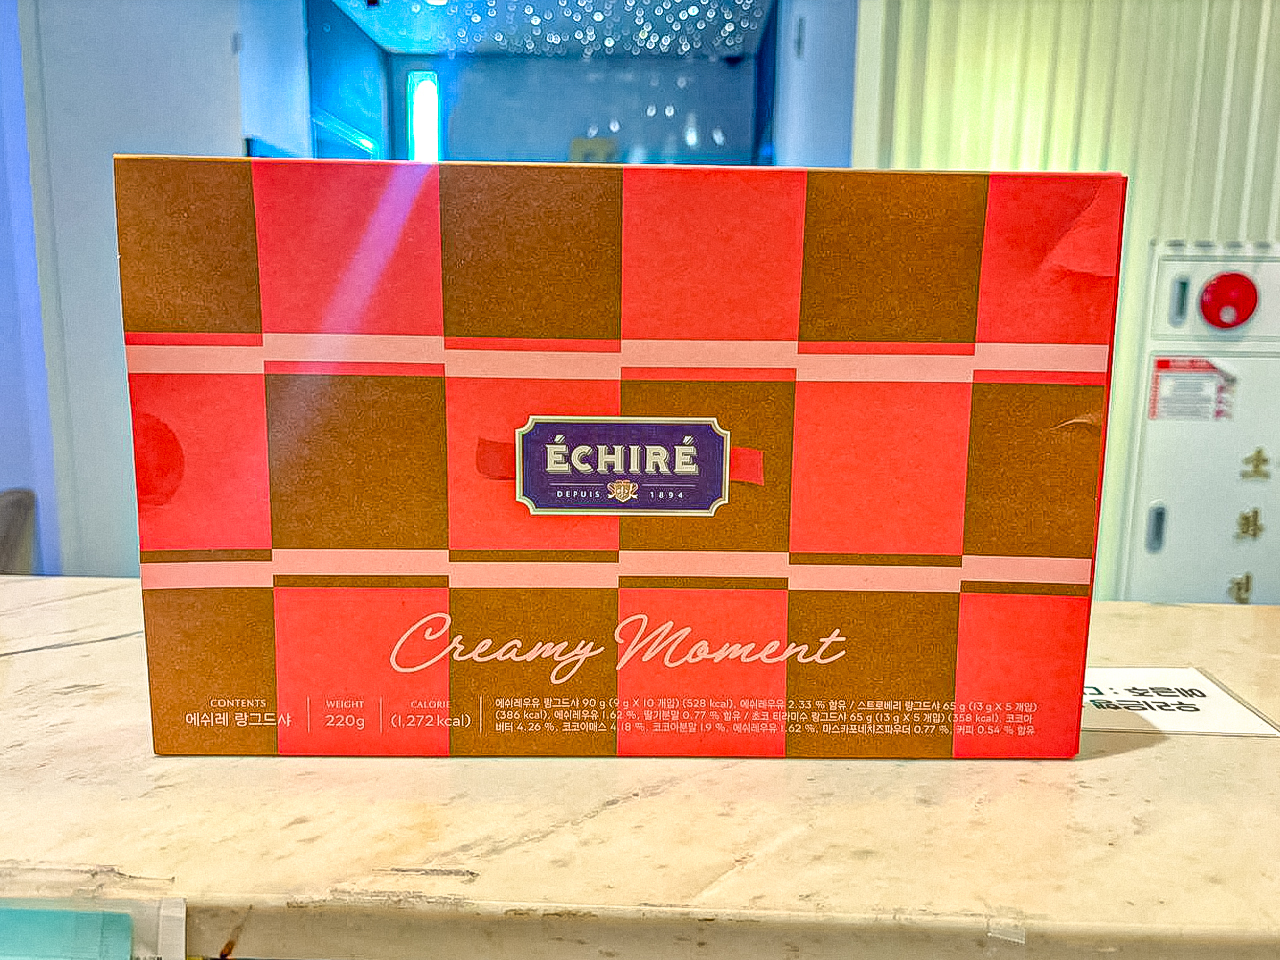 ÉCHIRÉ
DEPUIS 1894
Creamy Moment
CONTENTS
에쉬레 랑그드샤
WEIGHT
220g
CALORIE
(1,272 kcal)
에쉬레우유 랑그드샤 90 g (9 g X 10 개입) (528 kcal), 에쉬레우유 2.33 % 함유 / 스트로베리 랑그드샤 65 g (13 g X 5 개입)
(386 kcal), 에쉬레우유 1.62 %, 딸기분말 0.77 % 함유 / 초코 티라미수 랑그드샤 65 g (13 g X 5 개입) (358 kcal), 코코아
버터 4.26 %, 코코아매스 4.18 %, 코코아분말 1.9 %, 에쉬레우유 1.62 %, 마스카포네치즈파우더 0.77 %, 커피 0.54 % 함유
소
화
전